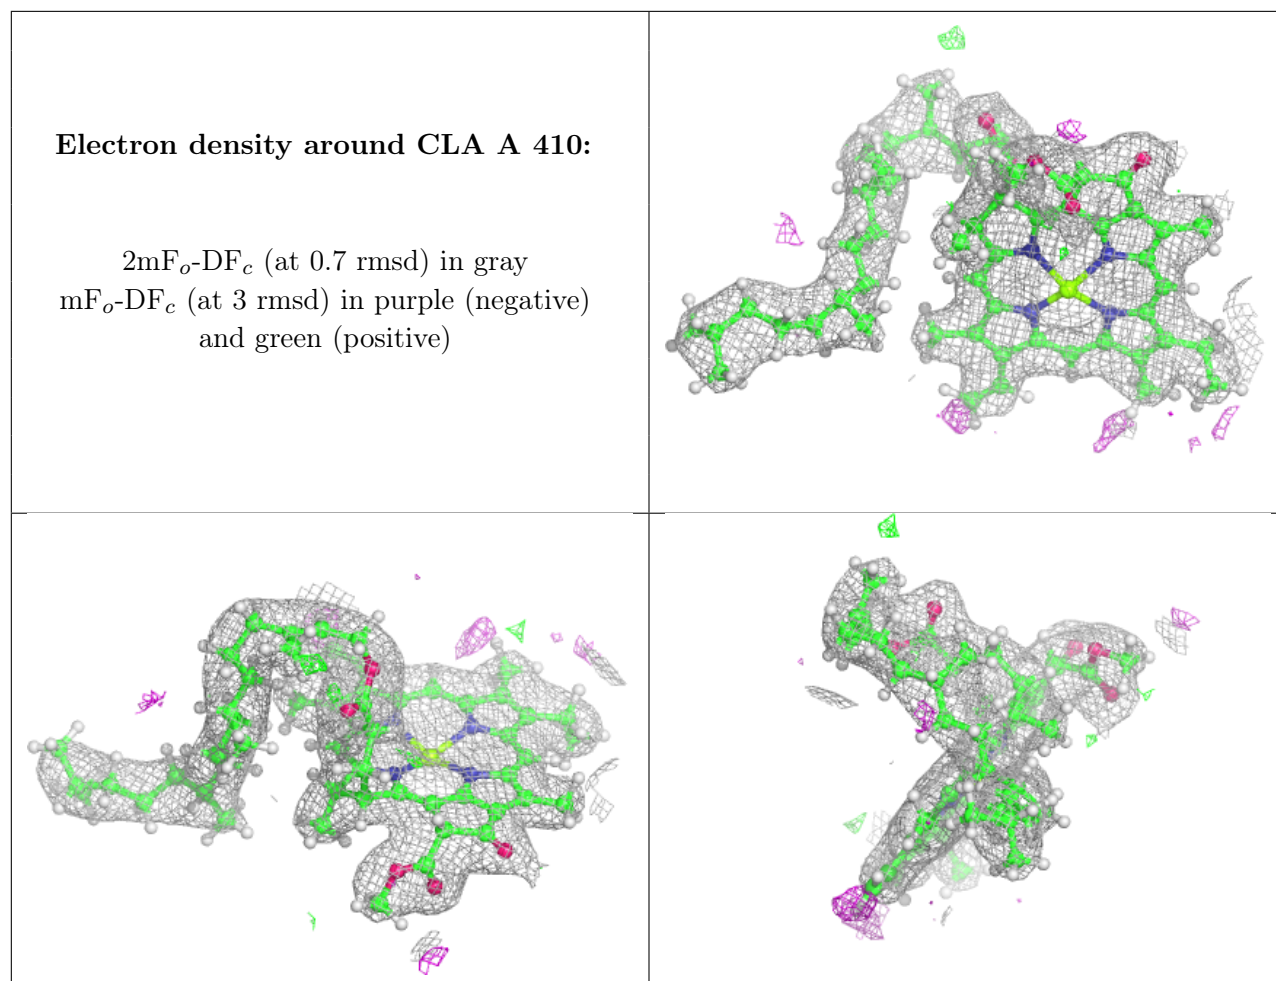 Electron density around CLA A 410:
2mFo-DFc (at 0.7 rmsd) in gray
mFo-DFc (at 3 rmsd) in purple (negative)
and green (positive)